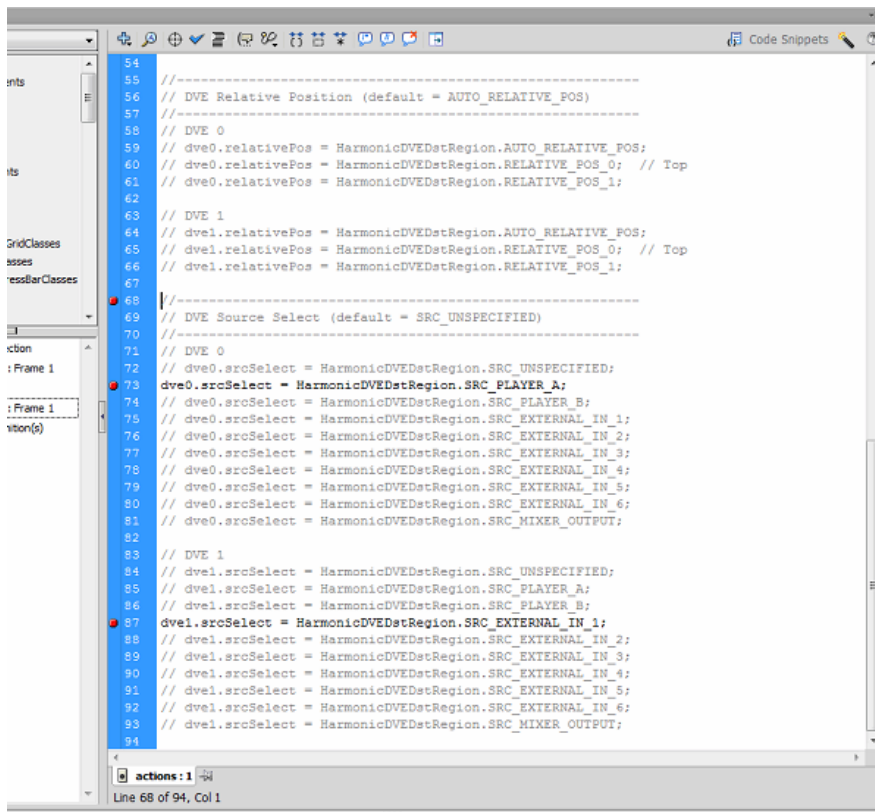 Code Snippets
ents
nts
GridClasses
asses
ressBarClasses
ection
: Frame 1
: Frame 1
nition(s)
54
55 //---------------------------------------------------------
56 // DVE Relative Position (default = AUTO_RELATIVE_POS)
57 //---------------------------------------------------------
58 // DVE 0
59 // dve0.relativePos = HarmonicDVEDstRegion.AUTO_RELATIVE_POS;
60 // dve0.relativePos = HarmonicDVEDstRegion.RELATIVE_POS_0;  // Top
61 // dve0.relativePos = HarmonicDVEDstRegion.RELATIVE_POS_1;
62
63 // DVE 1
64 // dve1.relativePos = HarmonicDVEDstRegion.AUTO_RELATIVE_POS;
65 // dve1.relativePos = HarmonicDVEDstRegion.RELATIVE_POS_0;  // Top
66 // dve1.relativePos = HarmonicDVEDstRegion.RELATIVE_POS_1;
67
68 //---------------------------------------------------------
69 // DVE Source Select (default = SRC_UNSPECIFIED)
70 //---------------------------------------------------------
71 // DVE 0
72 // dve0.srcSelect = HarmonicDVEDstRegion.SRC_UNSPECIFIED;
73 dve0.srcSelect = HarmonicDVEDstRegion.SRC_PLAYER_A;
74 // dve0.srcSelect = HarmonicDVEDstRegion.SRC_PLAYER_B;
75 // dve0.srcSelect = HarmonicDVEDstRegion.SRC_EXTERNAL_IN_1;
76 // dve0.srcSelect = HarmonicDVEDstRegion.SRC_EXTERNAL_IN_2;
77 // dve0.srcSelect = HarmonicDVEDstRegion.SRC_EXTERNAL_IN_3;
78 // dve0.srcSelect = HarmonicDVEDstRegion.SRC_EXTERNAL_IN_4;
79 // dve0.srcSelect = HarmonicDVEDstRegion.SRC_EXTERNAL_IN_5;
80 // dve0.srcSelect = HarmonicDVEDstRegion.SRC_EXTERNAL_IN_6;
81 // dve0.srcSelect = HarmonicDVEDstRegion.SRC_MIXER_OUTPUT;
82
83 // DVE 1
84 // dve1.srcSelect = HarmonicDVEDstRegion.SRC_UNSPECIFIED;
85 // dve1.srcSelect = HarmonicDVEDstRegion.SRC_PLAYER_A;
86 // dve1.srcSelect = HarmonicDVEDstRegion.SRC_PLAYER_B;
87 dve1.srcSelect = HarmonicDVEDstRegion.SRC_EXTERNAL_IN_1;
88 // dve1.srcSelect = HarmonicDVEDstRegion.SRC_EXTERNAL_IN_2;
89 // dve1.srcSelect = HarmonicDVEDstRegion.SRC_EXTERNAL_IN_3;
90 // dve1.srcSelect = HarmonicDVEDstRegion.SRC_EXTERNAL_IN_4;
91 // dve1.srcSelect = HarmonicDVEDstRegion.SRC_EXTERNAL_IN_5;
92 // dve1.srcSelect = HarmonicDVEDstRegion.SRC_EXTERNAL_IN_6;
93 // dve1.srcSelect = HarmonicDVEDstRegion.SRC_MIXER_OUTPUT;
94
actions : 1
Line 68 of 94, Col 1